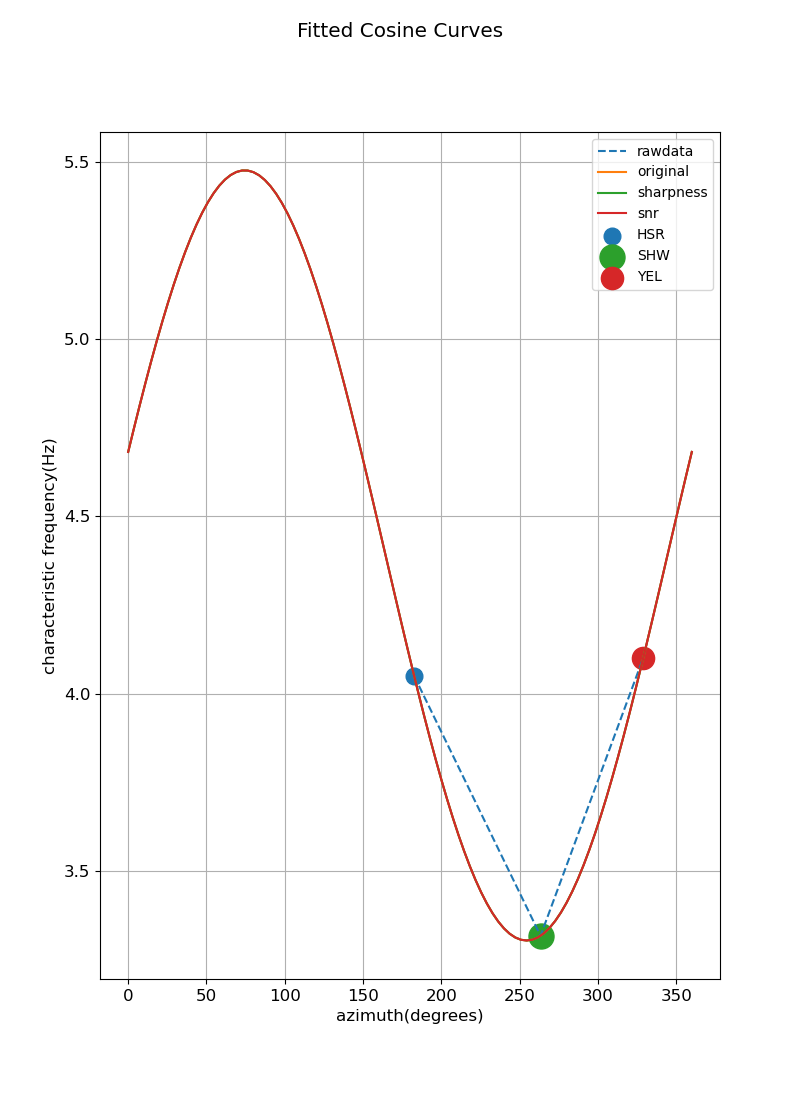 Fitted Cosine Curves
rawdata
original
sharpness
snr
HSR
SHW
YEL
5.5
5.0
4.5
4.0
3.5
characteristic frequency(Hz)
0 50 100 150 200 250 300 350
azimuth(degrees)